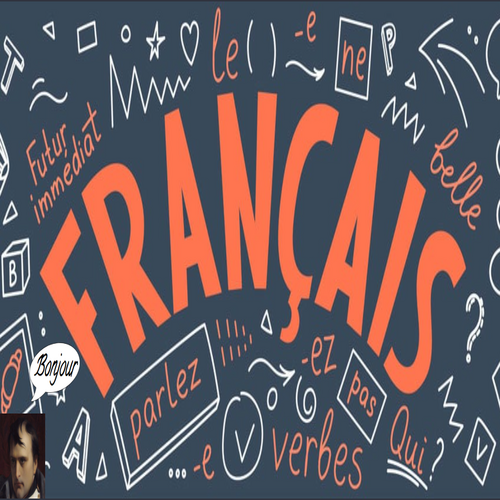 le
-e
ne
P
T
Futur
immédiat
belle
FRANÇAIS
B
Bonjour
parlez
-ez
pas
A
-e
verbes
Qui?